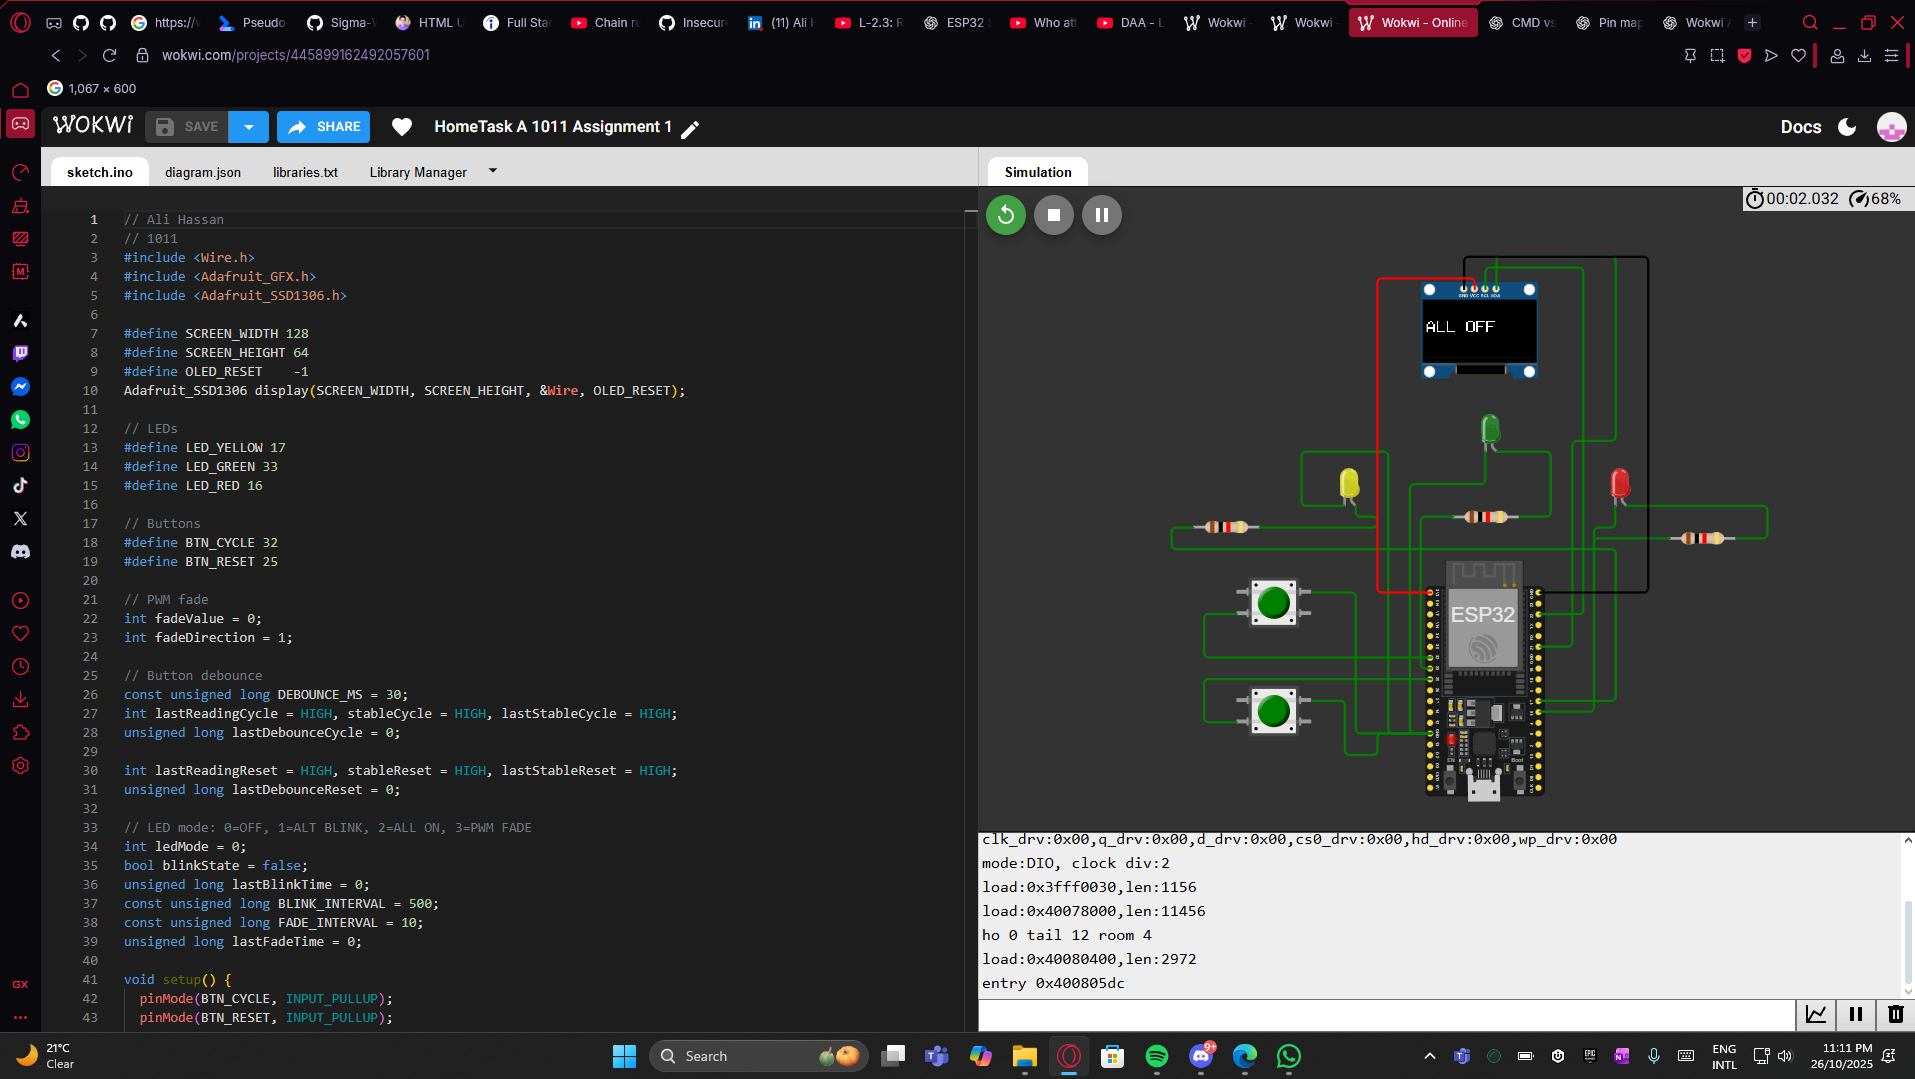 https://w
Pseudo
Sigma-
HTML U
Full Sta
Chain ru
Insecure
(11) Ali H
L-2.3: R
ESP32 S
Who att
DAA - L
Wokwi
Wokwi
Wokwi - Online
CMD vs
Pin map
Wokwi A
wokwi.com/projects/445899162492057601
1,067 × 600
WOKWI
SAVE
SHARE
HomeTask A 1011 Assignment 1
Docs
sketch.ino
diagram.json
libraries.txt
Library Manager
Simulation
00:02.032
68%
1 // Ali Hassan
2 // 1011
3 #include <Wire.h>
4 #include <Adafruit_GFX.h>
5 #include <Adafruit_SSD1306.h>
6
7 #define SCREEN_WIDTH 128
8 #define SCREEN_HEIGHT 64
9 #define OLED_RESET    -1
10 Adafruit_SSD1306 display(SCREEN_WIDTH, SCREEN_HEIGHT, &Wire, OLED_RESET);
11
12 // LEDs
13 #define LED_YELLOW 17
14 #define LED_GREEN 33
15 #define LED_RED 16
16
17 // Buttons
18 #define BTN_CYCLE 32
19 #define BTN_RESET 25
20
21 // PWM fade
22 int fadeValue = 0;
23 int fadeDirection = 1;
24
25 // Button debounce
26 const unsigned long DEBOUNCE_MS = 30;
27 int lastReadingCycle = HIGH, stableCycle = HIGH, lastStableCycle = HIGH;
28 unsigned long lastDebounceCycle = 0;
29
30 int lastReadingReset = HIGH, stableReset = HIGH, lastStableReset = HIGH;
31 unsigned long lastDebounceReset = 0;
32
33 // LED mode: 0=OFF, 1=ALT BLINK, 2=ALL ON, 3=PWM FADE
34 int ledMode = 0;
35 bool blinkState = false;
36 unsigned long lastBlinkTime = 0;
37 const unsigned long BLINK_INTERVAL = 500;
38 const unsigned long FADE_INTERVAL = 10;
39 unsigned long lastFadeTime = 0;
40
41 void setup() {
42 pinMode(BTN_CYCLE, INPUT_PULLUP);
43 pinMode(BTN_RESET, INPUT_PULLUP);
GND VCC SCL SDA
ALL OFF
ESP32
EN
Boot
clk_drv:0x00,q_drv:0x00,d_drv:0x00,cs0_drv:0x00,hd_drv:0x00,wp_drv:0x00
mode:DIO, clock div:2
load:0x3fff0030,len:1156
load:0x40078000,len:11456
ho 0 tail 12 room 4
load:0x40080400,len:2972
entry 0x400805dc
GX
21°C
Clear
Search
9+
ENG
INTL
11:11 PM
26/10/2025